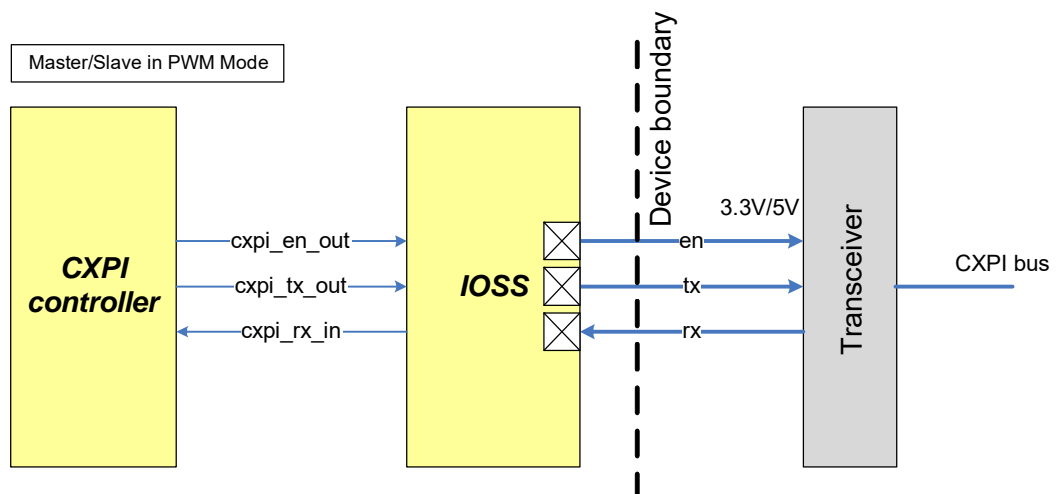 Master/Slave in PWM Mode
Device boundary
3.3V/5V
cxpi_en_out
en
CXPI
controller
cxpi_tx_out
IOSS
tx
CXPI bus
cxpi_rx_in
rx
Transceiver